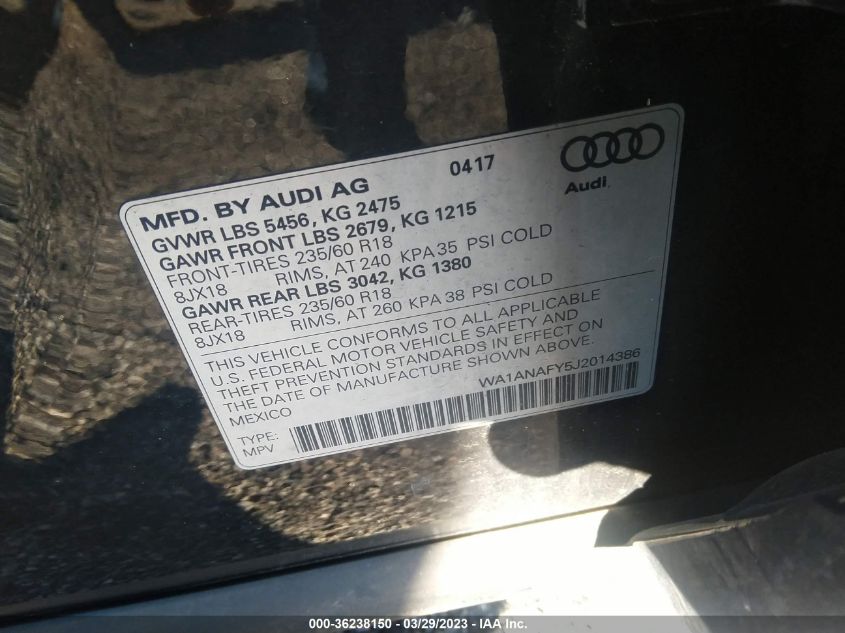 MFD. BY AUDI AG 0417
Audi
GVWR LBS 5456, KG 2475
GAWR FRONT LBS 2679, KG 1215
FRONT-TIRES 235/60 R18
8JX18 RIMS, AT 240 KPA 35 PSI COLD
GAWR REAR LBS 3042, KG 1380
REAR-TIRES 235/60 R18
8JX18 RIMS, AT 260 KPA 38 PSI COLD
THIS VEHICLE CONFORMS TO ALL APPLICABLE
U.S. FEDERAL MOTOR VEHICLE SAFETY AND
THEFT PREVENTION STANDARDS IN EFFECT ON
THE DATE OF MANUFACTURE SHOWN ABOVE.
MEXICO WA1ANAFY5J2014386
TYPE:
MPV
000-36238150 - 03/29/2023 - IAA Inc.